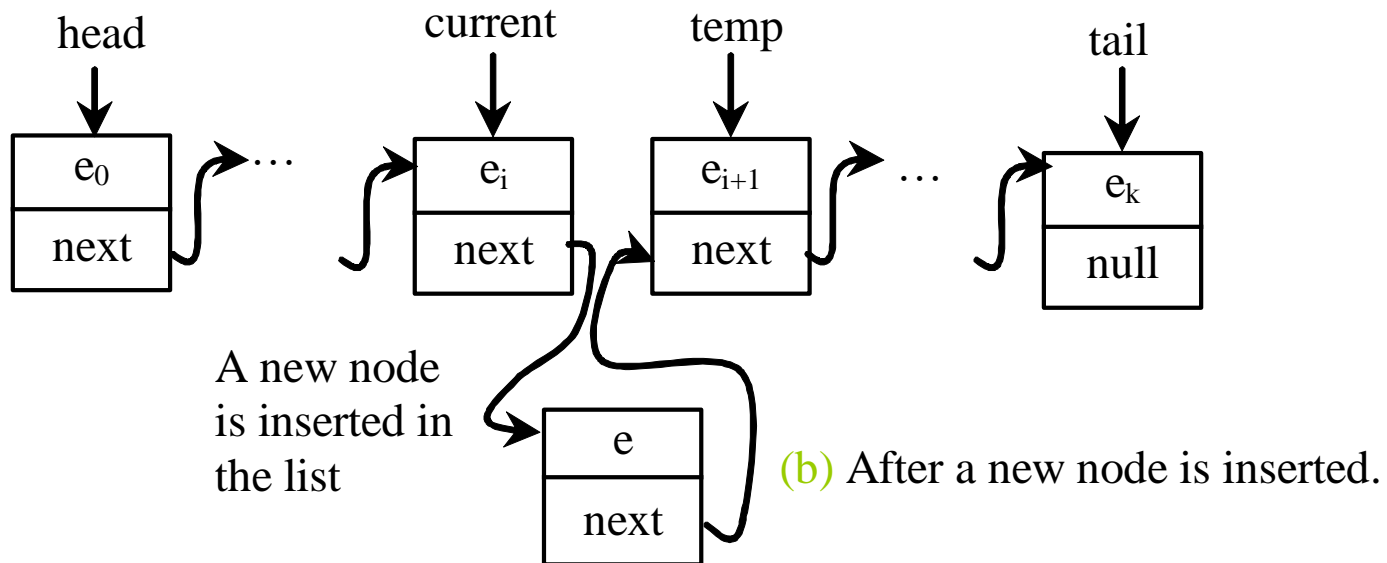 head current temp tail
… …
e₀ eᵢ eᵢ₊₁ eₖ
next next next null
A new node
is inserted in
the list
e
next
(b) After a new node is inserted.